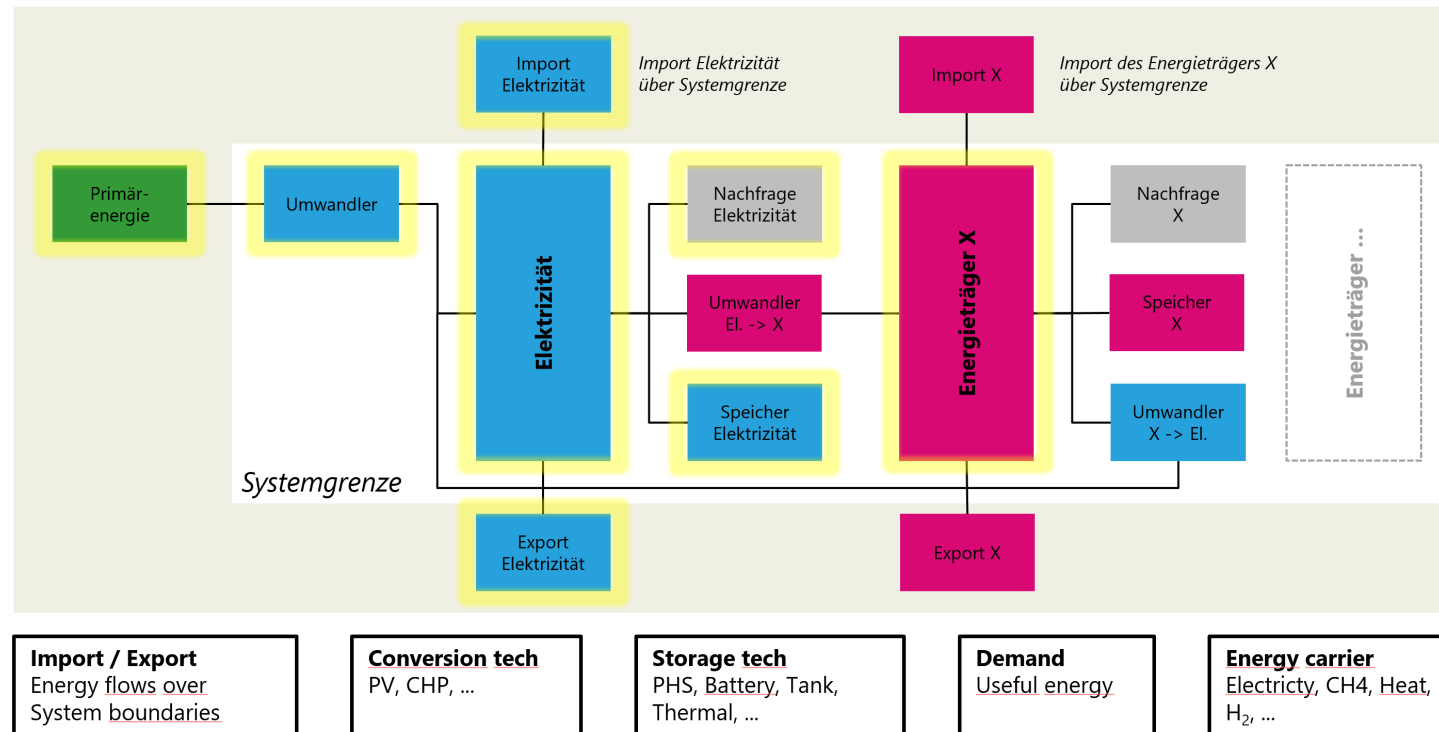 Import
Elektrizität
Import Elektrizität
über Systemgrenze
Import X
Import des Energieträgers X
über Systemgrenze
Primär-
energie
Umwandler
Elektrizität
Nachfrage
Elektrizität
Umwandler
El. -> X
Speicher
Elektrizität
Energieträger X
Nachfrage
X
Speicher
X
Umwandler
X -> El.
Energieträger ...
Systemgrenze
Export
Elektrizität
Export X
Import / Export
Energy flows over
System boundaries
Conversion tech
PV, CHP, ...
Storage tech
PHS, Battery, Tank,
Thermal, ...
Demand
Useful energy
Energy carrier
Electricty, CH4, Heat,
H₂, ...